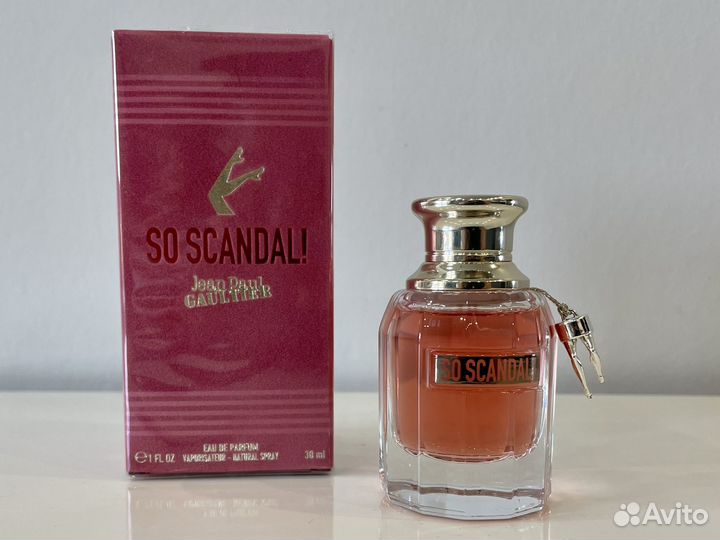 SO SCANDAL!
Jean Paul
GAULTIER
EAU DE PARFUM
e 1 FL OZ VAPORISATEUR - NATURAL SPRAY 30 ml
SO SCANDAL!
Avito